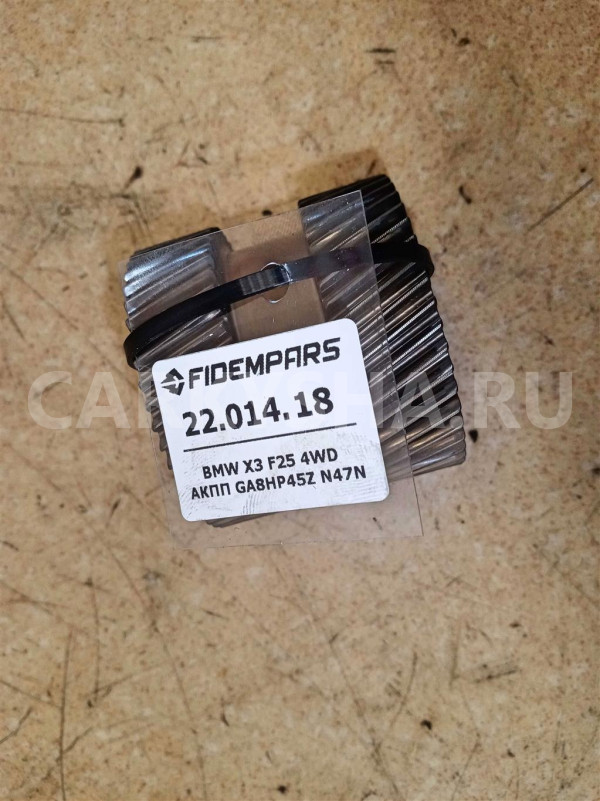 FIDEMPARS
22.014.18
BMW X3 F25 4WD
АКПП GA8HP45Z N47N